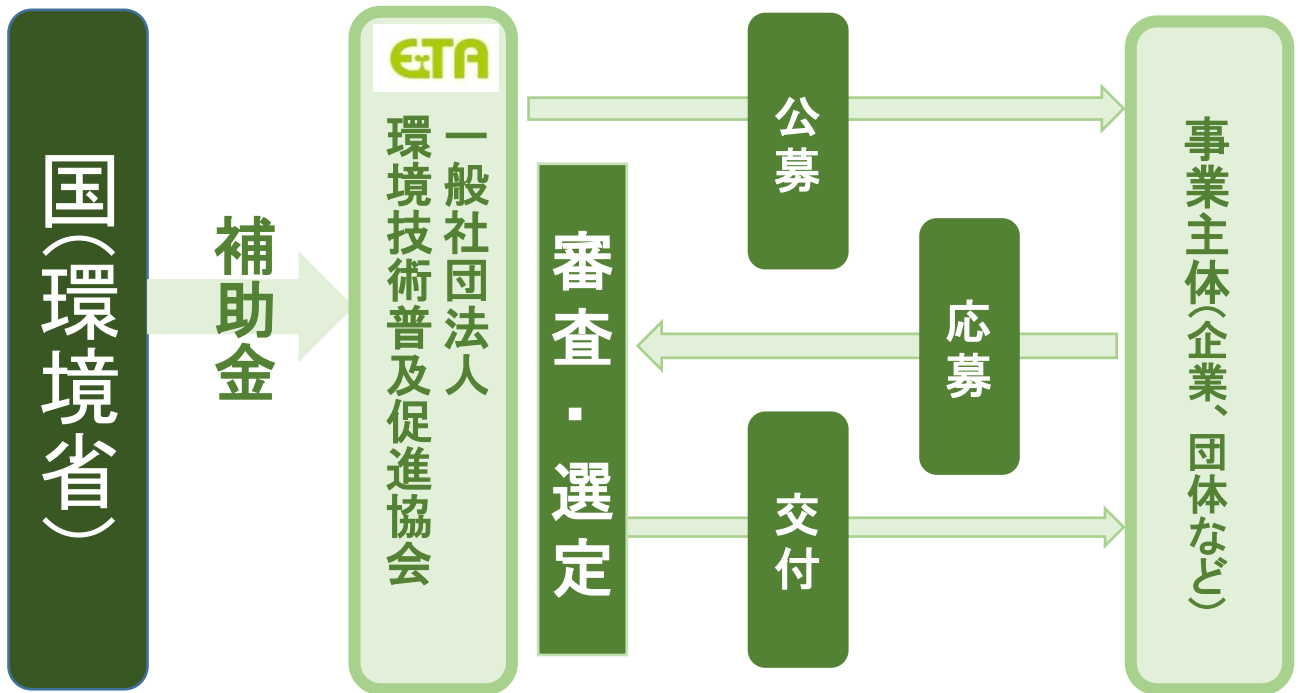 国（環境省）
補助金
ETA
一般社団法人
環境技術普及促進協会
審査・選定
公募
応募
交付
事業主体（企業、団体など）